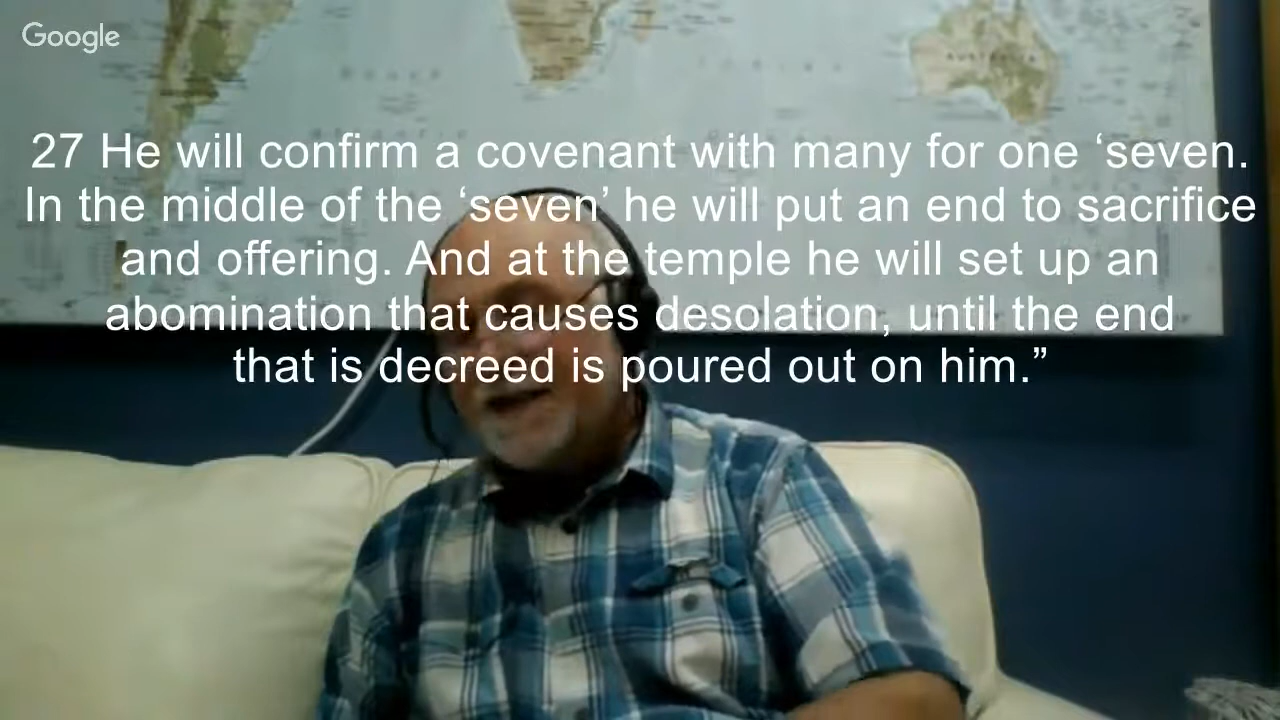 Google
AUSTRALIA
27 He will confirm a covenant with many for one ‘seven.
In the middle of the ‘seven’ he will put an end to sacrifice
and offering. And at the temple he will set up an
abomination that causes desolation, until the end
that is decreed is poured out on him.”